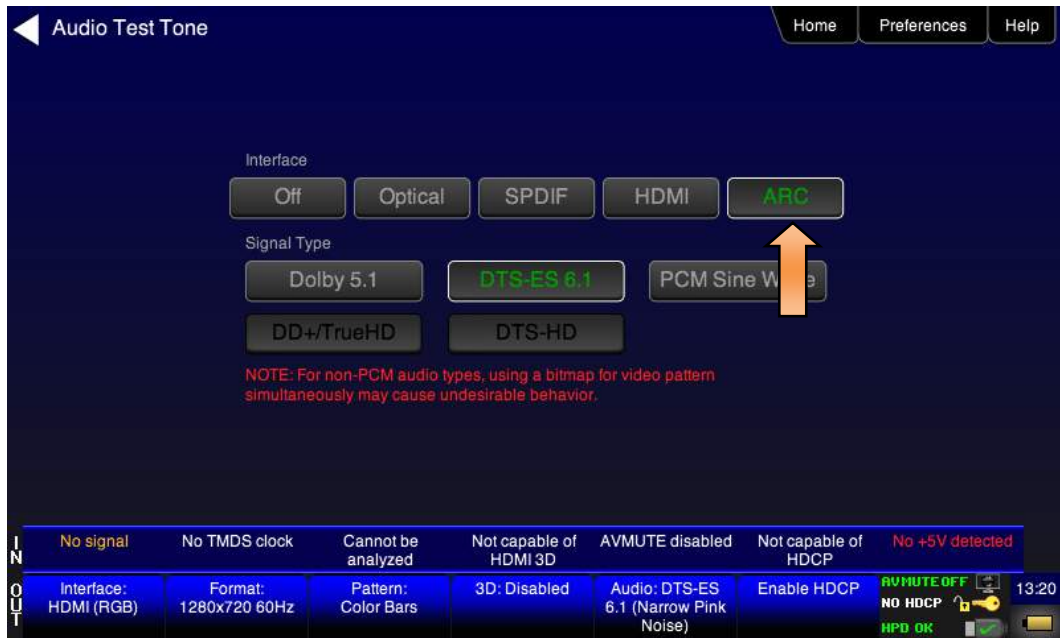 Audio Test Tone
Home Preferences Help
Interface
Off Optical SPDIF HDMI ARC
Signal Type
Dolby 5.1 DTS-ES 6.1 PCM Sine
DD+/TrueHD DTS-HD
NOTE: For non-PCM audio types, using a bitmap for video pattern
simultaneously may cause undesirable behavior.
IN
No signal
No TMDS clock
Cannot be
analyzed
Not capable of
HDMI 3D
AVMUTE disabled
Not capable of
HDCP
No +5V detected
OUT
Interface:
HDMI (RGB)
Format:
1280x720 60Hz
Pattern:
Color Bars
3D: Disabled
Audio: DTS-ES
6.1 (Narrow Pink
Noise)
Enable HDCP
AVMUTE OFF
NO HDCP
HPD OK
13:20